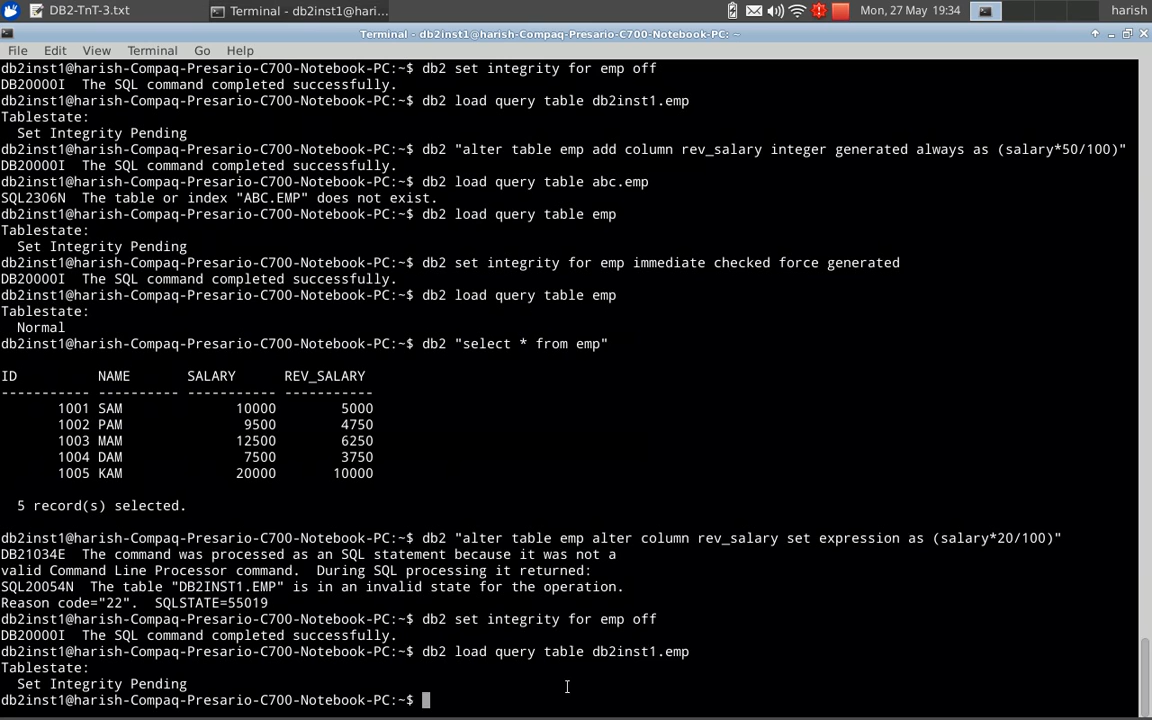 DB2-TnT-3.txt
Terminal - db2inst1@hari...
Mon, 27 May 19:34
harish
Terminal - db2inst1@harish-Compaq-Presario-C700-Notebook-PC: ~
File Edit View Terminal Go Help
db2inst1@harish-Compaq-Presario-C700-Notebook-PC:~$ db2 set integrity for emp off
DB20000I  The SQL command completed successfully.
db2inst1@harish-Compaq-Presario-C700-Notebook-PC:~$ db2 load query table db2inst1.emp
Tablestate:
  Set Integrity Pending
db2inst1@harish-Compaq-Presario-C700-Notebook-PC:~$ db2 "alter table emp add column rev_salary integer generated always as (salary*50/100)"
DB20000I  The SQL command completed successfully.
db2inst1@harish-Compaq-Presario-C700-Notebook-PC:~$ db2 load query table abc.emp
SQL2306N  The table or index "ABC.EMP" does not exist.
db2inst1@harish-Compaq-Presario-C700-Notebook-PC:~$ db2 load query table emp
Tablestate:
  Set Integrity Pending
db2inst1@harish-Compaq-Presario-C700-Notebook-PC:~$ db2 set integrity for emp immediate checked force generated
DB20000I  The SQL command completed successfully.
db2inst1@harish-Compaq-Presario-C700-Notebook-PC:~$ db2 load query table emp
Tablestate:
  Normal
db2inst1@harish-Compaq-Presario-C700-Notebook-PC:~$ db2 "select * from emp"
ID          NAME       SALARY      REV_SALARY
----------- ---------- ----------- -----------
       1001 SAM              10000        5000
       1002 PAM               9500        4750
       1003 MAM              12500        6250
       1004 DAM               7500        3750
       1005 KAM              20000       10000
  5 record(s) selected.
db2inst1@harish-Compaq-Presario-C700-Notebook-PC:~$ db2 "alter table emp alter column rev_salary set expression as (salary*20/100)"
DB21034E  The command was processed as an SQL statement because it was not a
valid Command Line Processor command.  During SQL processing it returned:
SQL20054N  The table "DB2INST1.EMP" is in an invalid state for the operation.
Reason code="22".  SQLSTATE=55019
db2inst1@harish-Compaq-Presario-C700-Notebook-PC:~$ db2 set integrity for emp off
DB20000I  The SQL command completed successfully.
db2inst1@harish-Compaq-Presario-C700-Notebook-PC:~$ db2 load query table db2inst1.emp
Tablestate:
  Set Integrity Pending
db2inst1@harish-Compaq-Presario-C700-Notebook-PC:~$